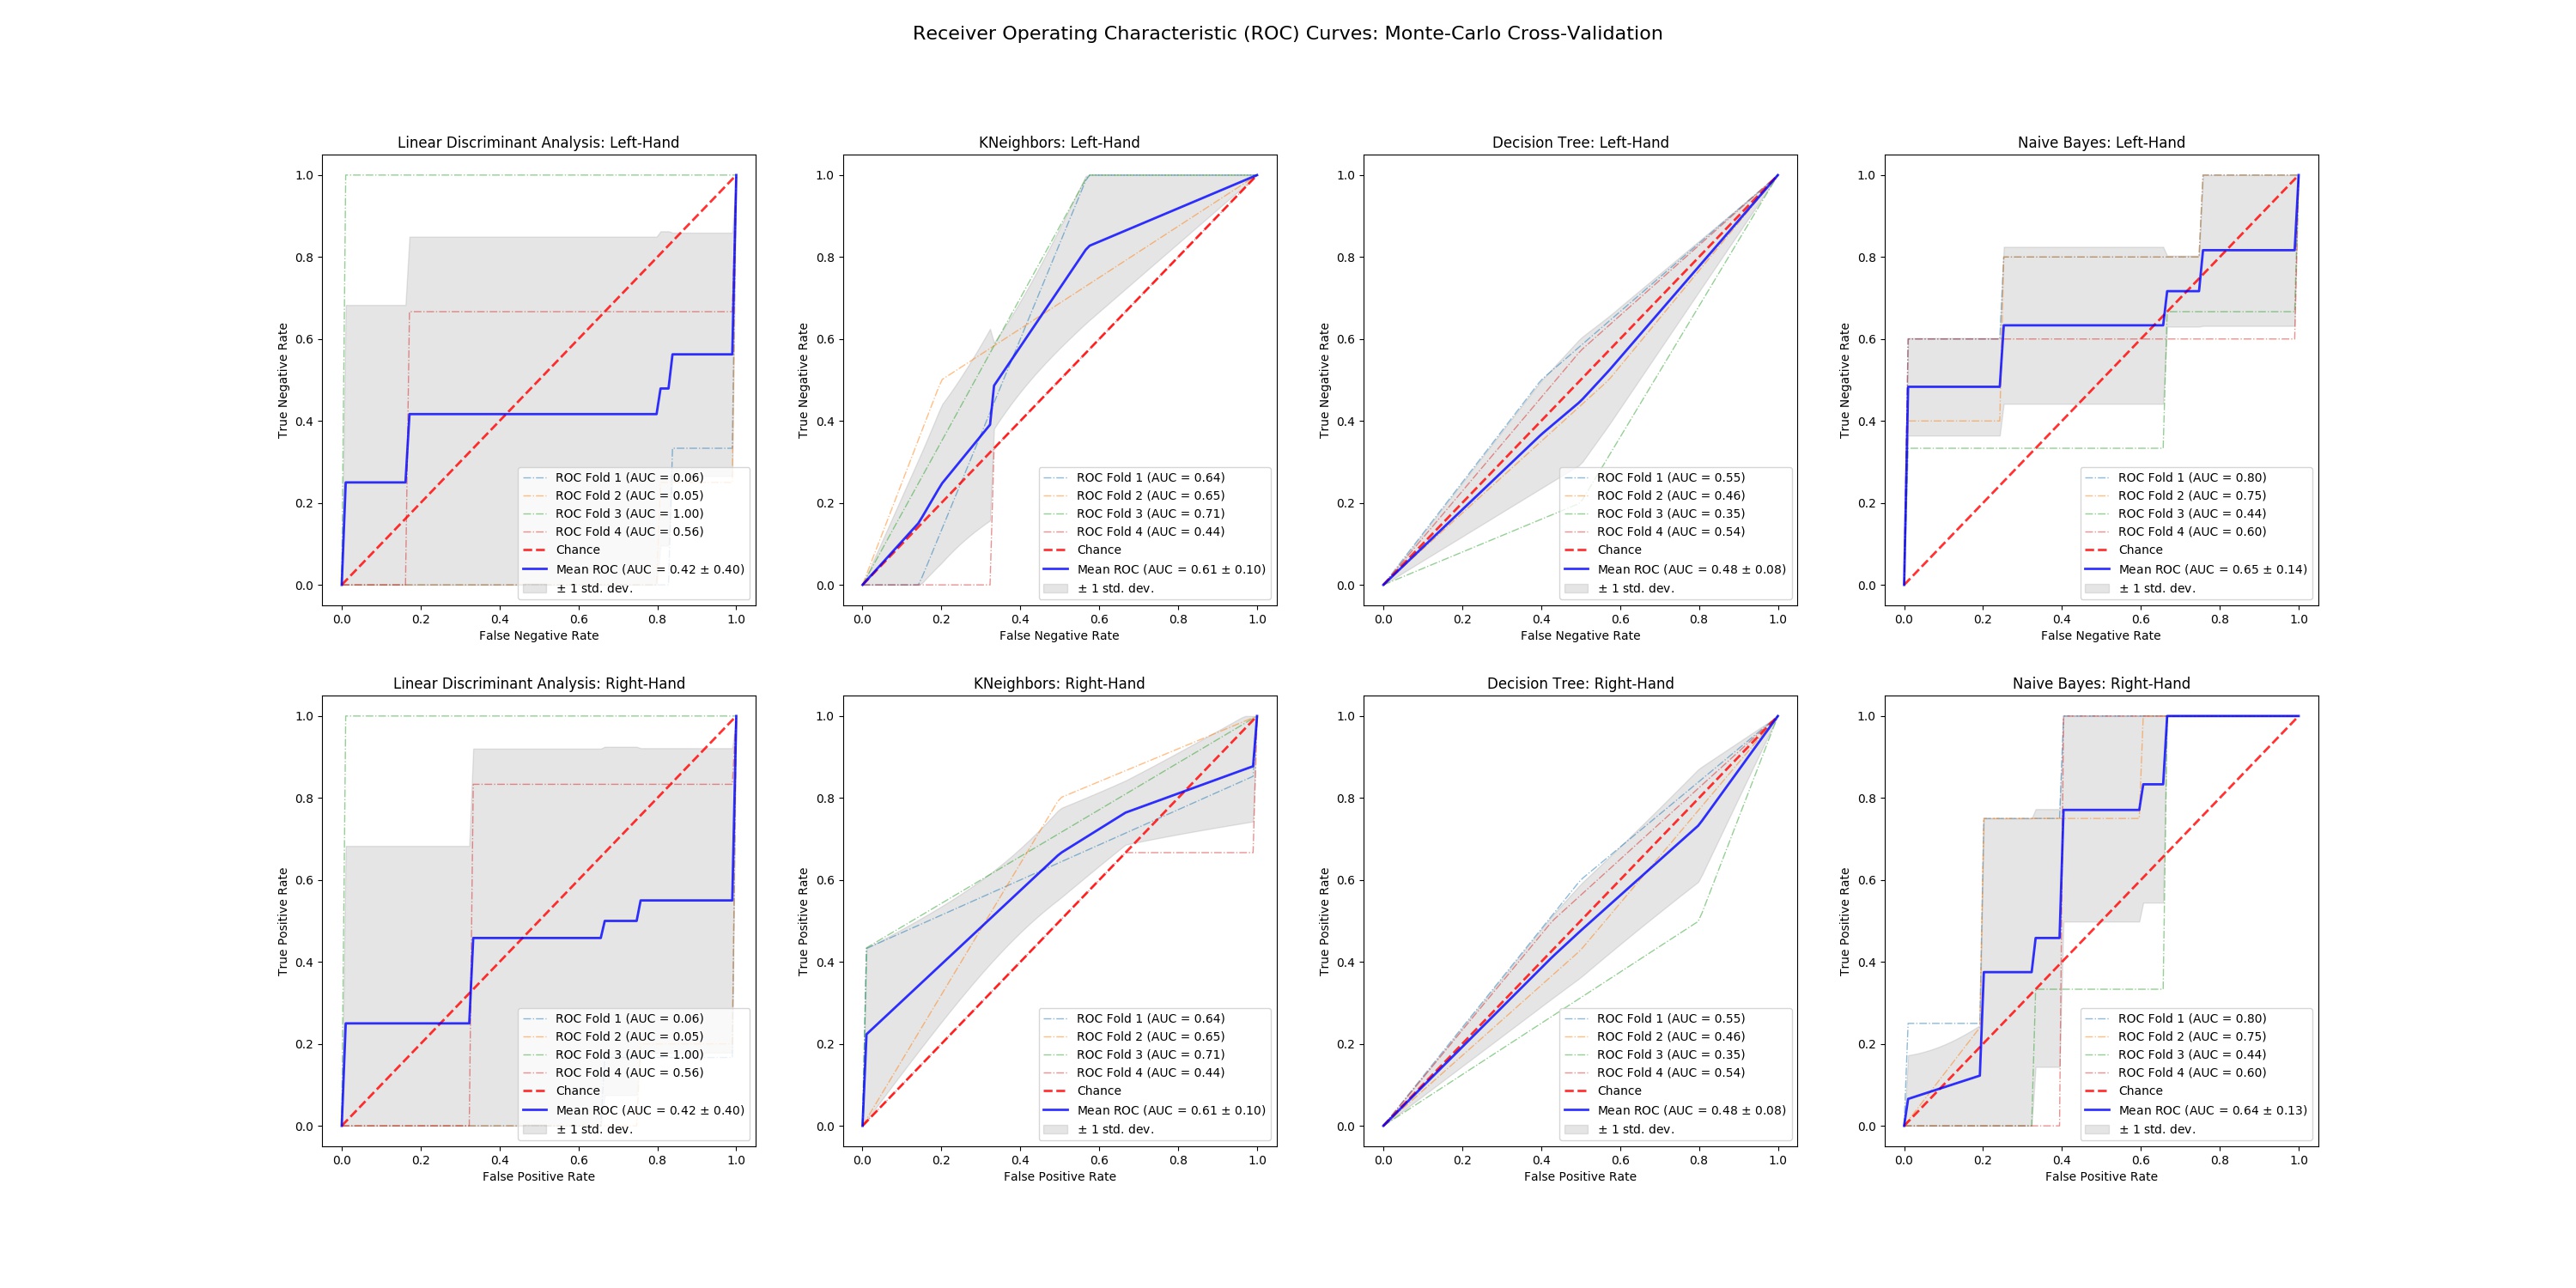 Receiver Operating Characteristic (ROC) Curves: Monte-Carlo Cross-Validation
Linear Discriminant Analysis: Left-Hand
True Negative Rate
1.0
0.8
0.6
0.4
0.2
0.0
ROC Fold 1 (AUC = 0.06)
ROC Fold 2 (AUC = 0.05)
ROC Fold 3 (AUC = 1.00)
ROC Fold 4 (AUC = 0.56)
Chance
Mean ROC (AUC = 0.42 ± 0.40)
± 1 std. dev.
0.0 0.2 0.4 0.6 0.8 1.0
False Negative Rate
KNeighbors: Left-Hand
True Negative Rate
1.0
0.8
0.6
0.4
0.2
0.0
ROC Fold 1 (AUC = 0.64)
ROC Fold 2 (AUC = 0.65)
ROC Fold 3 (AUC = 0.71)
ROC Fold 4 (AUC = 0.44)
Chance
Mean ROC (AUC = 0.61 ± 0.10)
± 1 std. dev.
0.0 0.2 0.4 0.6 0.8 1.0
False Negative Rate
Decision Tree: Left-Hand
True Negative Rate
1.0
0.8
0.6
0.4
0.2
0.0
ROC Fold 1 (AUC = 0.55)
ROC Fold 2 (AUC = 0.46)
ROC Fold 3 (AUC = 0.35)
ROC Fold 4 (AUC = 0.54)
Chance
Mean ROC (AUC = 0.48 ± 0.08)
± 1 std. dev.
0.0 0.2 0.4 0.6 0.8 1.0
False Negative Rate
Naive Bayes: Left-Hand
True Negative Rate
1.0
0.8
0.6
0.4
0.2
0.0
ROC Fold 1 (AUC = 0.80)
ROC Fold 2 (AUC = 0.75)
ROC Fold 3 (AUC = 0.44)
ROC Fold 4 (AUC = 0.60)
Chance
Mean ROC (AUC = 0.65 ± 0.14)
± 1 std. dev.
0.0 0.2 0.4 0.6 0.8 1.0
False Negative Rate
Linear Discriminant Analysis: Right-Hand
True Positive Rate
1.0
0.8
0.6
0.4
0.2
0.0
ROC Fold 1 (AUC = 0.06)
ROC Fold 2 (AUC = 0.05)
ROC Fold 3 (AUC = 1.00)
ROC Fold 4 (AUC = 0.56)
Chance
Mean ROC (AUC = 0.42 ± 0.40)
± 1 std. dev.
0.0 0.2 0.4 0.6 0.8 1.0
False Positive Rate
KNeighbors: Right-Hand
True Positive Rate
1.0
0.8
0.6
0.4
0.2
0.0
ROC Fold 1 (AUC = 0.64)
ROC Fold 2 (AUC = 0.65)
ROC Fold 3 (AUC = 0.71)
ROC Fold 4 (AUC = 0.44)
Chance
Mean ROC (AUC = 0.61 ± 0.10)
± 1 std. dev.
0.0 0.2 0.4 0.6 0.8 1.0
False Positive Rate
Decision Tree: Right-Hand
True Positive Rate
1.0
0.8
0.6
0.4
0.2
0.0
ROC Fold 1 (AUC = 0.55)
ROC Fold 2 (AUC = 0.46)
ROC Fold 3 (AUC = 0.35)
ROC Fold 4 (AUC = 0.54)
Chance
Mean ROC (AUC = 0.48 ± 0.08)
± 1 std. dev.
0.0 0.2 0.4 0.6 0.8 1.0
False Positive Rate
Naive Bayes: Right-Hand
True Positive Rate
1.0
0.8
0.6
0.4
0.2
0.0
ROC Fold 1 (AUC = 0.80)
ROC Fold 2 (AUC = 0.75)
ROC Fold 3 (AUC = 0.44)
ROC Fold 4 (AUC = 0.60)
Chance
Mean ROC (AUC = 0.64 ± 0.13)
± 1 std. dev.
0.0 0.2 0.4 0.6 0.8 1.0
False Positive Rate